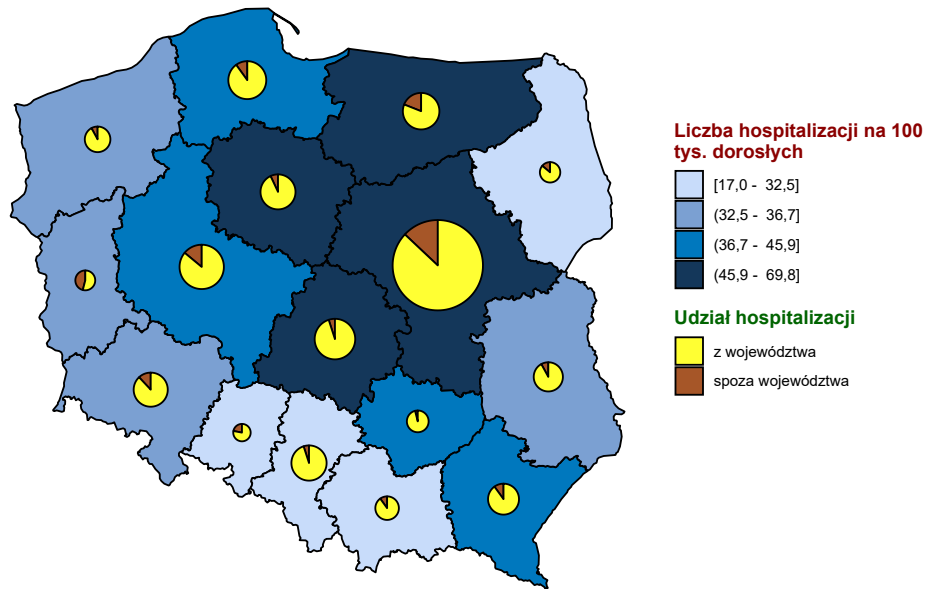 Liczba hospitalizacji na 100
tys. dorosłych
[17,0 - 32,5]
(32,5 - 36,7]
(36,7 - 45,9]
(45,9 - 69,8]
Udział hospitalizacji
z województwa
spoza województwa